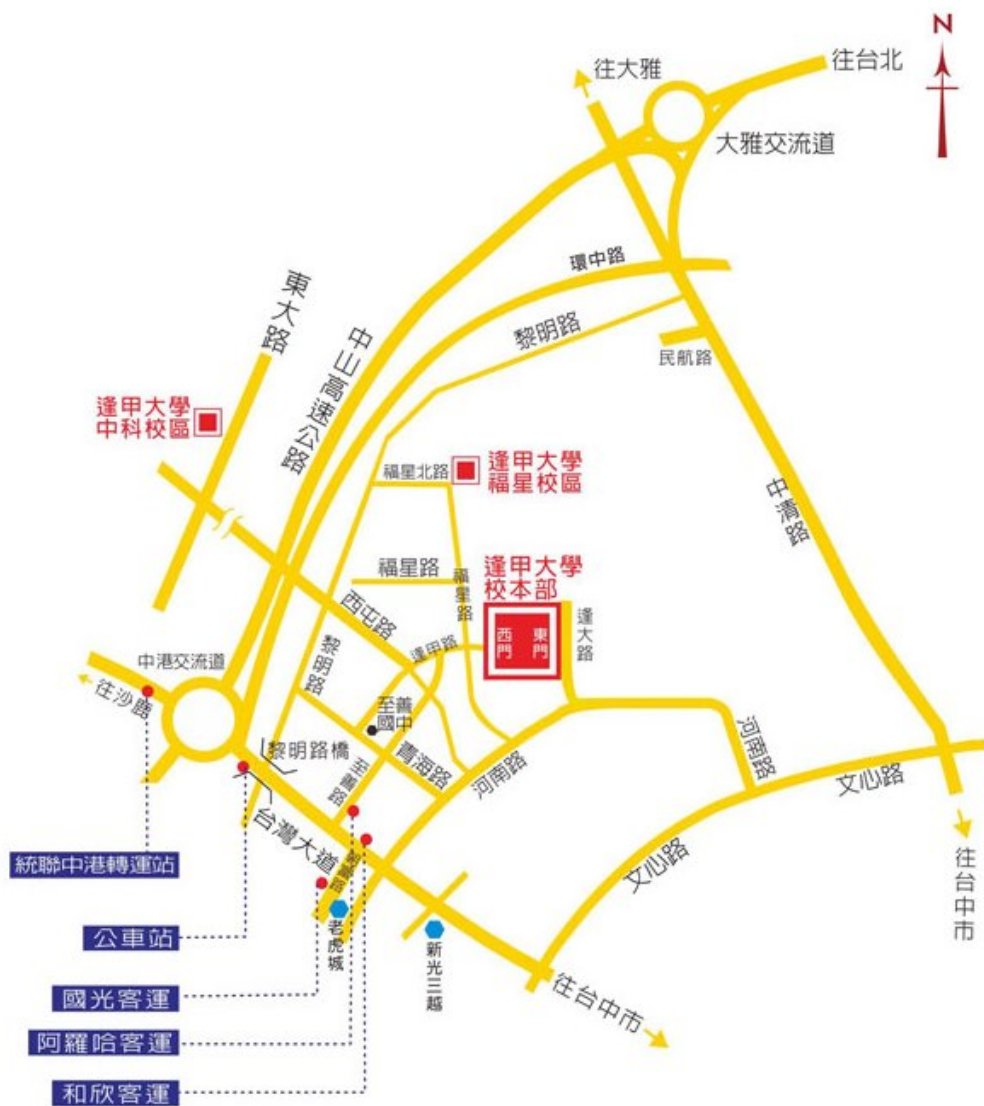 N
往大雅
往台北
大雅交流道
環中路
東大路
中山高速公路
黎明路
民航路
逢甲大學
中科校區
福星北路
逢甲大學
福星校區
中清路
福星路
福星路
逢甲大學
校本部
西門
東門
逢大路
西屯路
逢甲路
黎明路
中港交流道
往沙鹿
至善國中
黎明路橋
青海路
至善路
河南路
河南路
文心路
文心路
台灣大道
統聯中港轉運站
公車站
國光客運
阿羅哈客運
和欣客運
老虎城
新光三越
往台中市
往台中市